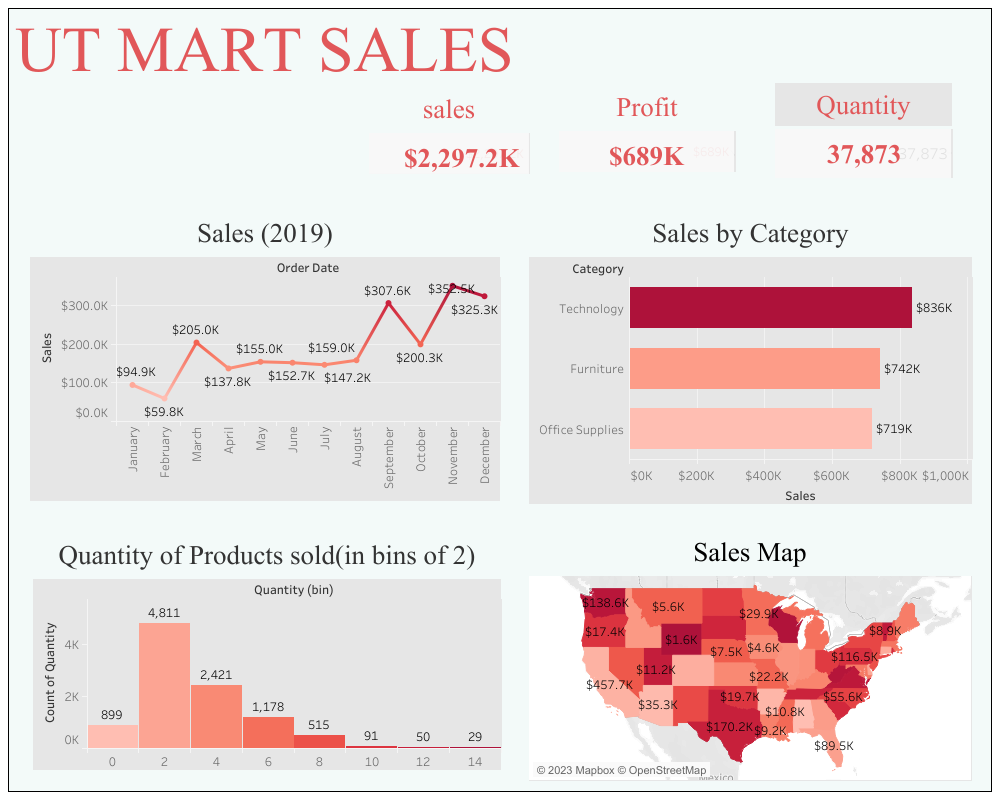 UT MART SALES
sales
Profit
Quantity
$2,297.2K
$689K
$689K
37,873
37,873
Sales (2019)
Order Date
Sales
$300.0K
$200.0K
$100.0K
$0.0K
$94.9K
$59.8K
$205.0K
$137.8K
$155.0K
$152.7K
$159.0K
$147.2K
$307.6K
$200.3K
$352.5K
$325.3K
January
February
March
April
May
June
July
August
September
October
November
December
Sales by Category
Category
Technology
$836K
Furniture
$742K
Office Supplies
$719K
$0K $200K $400K $600K $800K $1,000K
Sales
Quantity of Products sold(in bins of 2)
Quantity (bin)
Count of Quantity
4K
2K
0K
899
4,811
2,421
1,178
515
91
50
29
0 2 4 6 8 10 12 14
Sales Map
$138.6K
$5.6K
$29.9K
$8.9K
$17.4K
$1.6K
$7.5K
$4.6K
$116.5K
$11.2K
$22.2K
$457.7K
$35.3K
$19.7K
$10.8K
$55.6K
$170.2K
$9.2K
$89.5K
© 2023 Mapbox © OpenStreetMap
Mexico